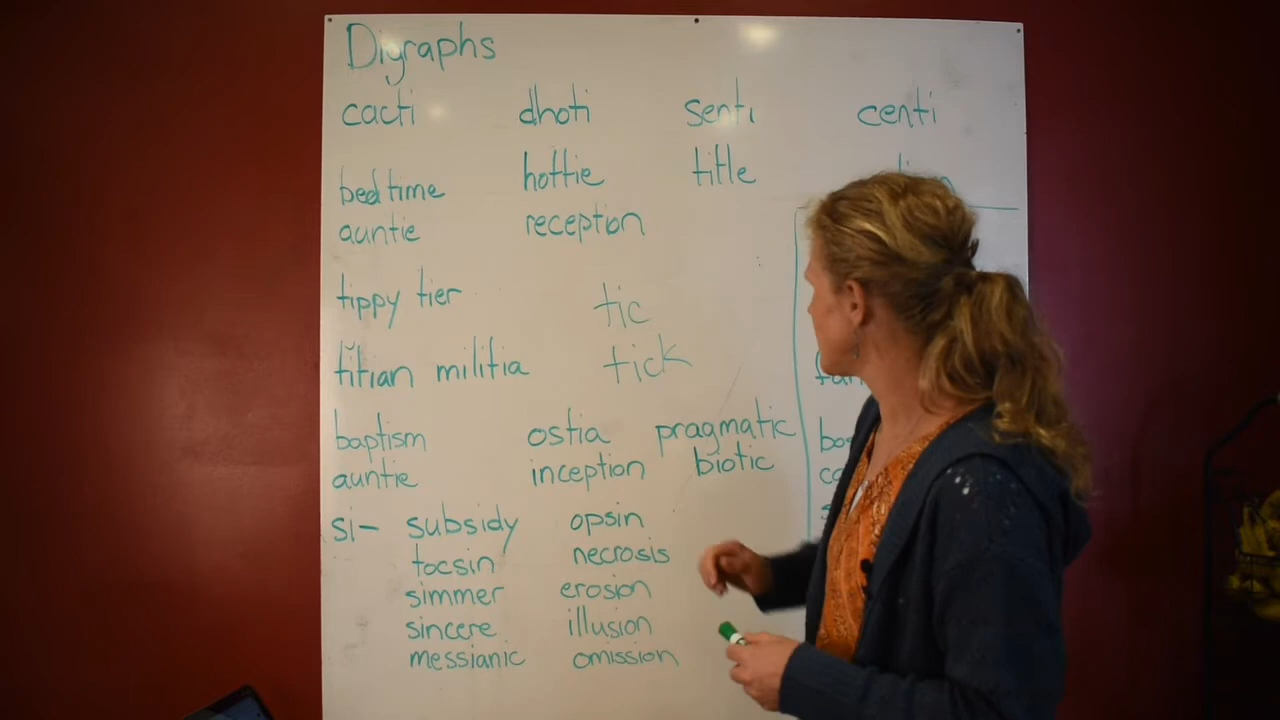 Digraphs
cacti dhoti senti centi
bedtime hottie title
auntie reception
tippy tier tic
titian militia tick
baptism ostia pragmatic
auntie inception biotic
si- subsidy opsin
tocsin necrosis
simmer erosion
sincere illusion
messianic omission